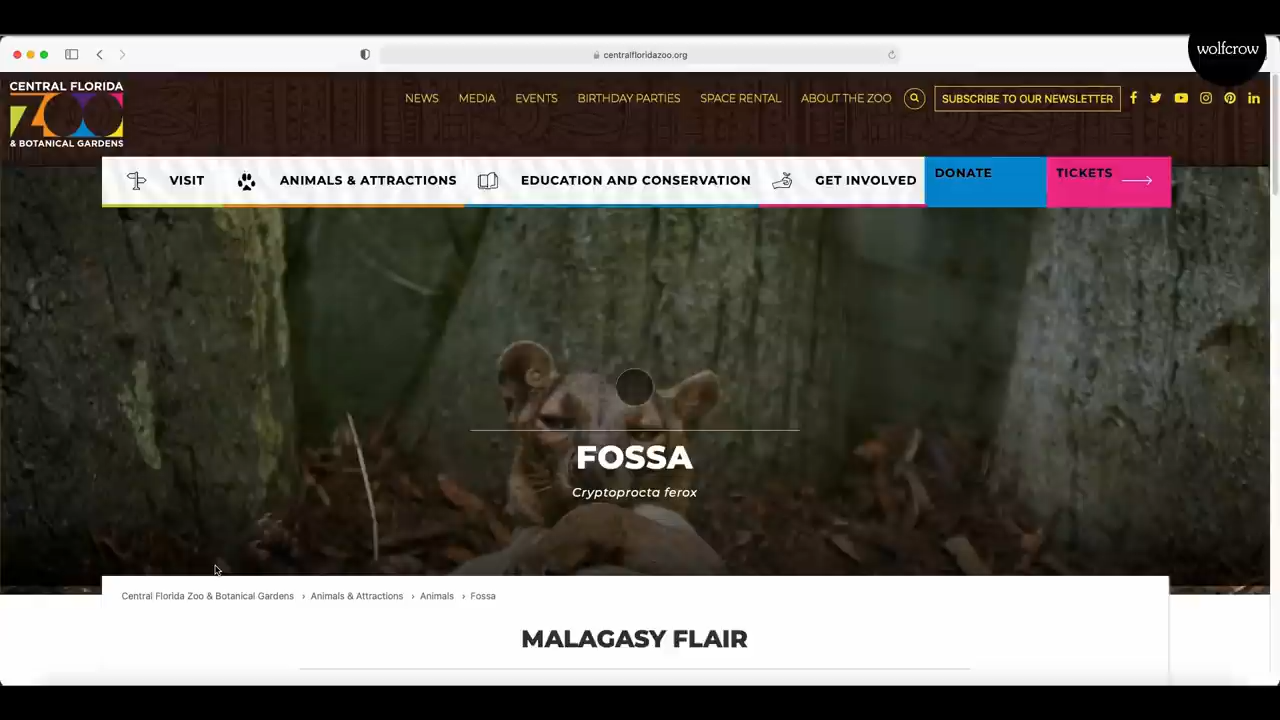 wolfcrow
centralfloridazoo.org
CENTRAL FLORIDA
ZOO
& BOTANICAL GARDENS
NEWS MEDIA EVENTS BIRTHDAY PARTIES SPACE RENTAL ABOUT THE ZOO SUBSCRIBE TO OUR NEWSLETTER
VISIT ANIMALS & ATTRACTIONS EDUCATION AND CONSERVATION GET INVOLVED DONATE TICKETS
FOSSA
Cryptoprocta ferox
Central Florida Zoo & Botanical Gardens › Animals & Attractions › Animals › Fossa
MALAGASY FLAIR